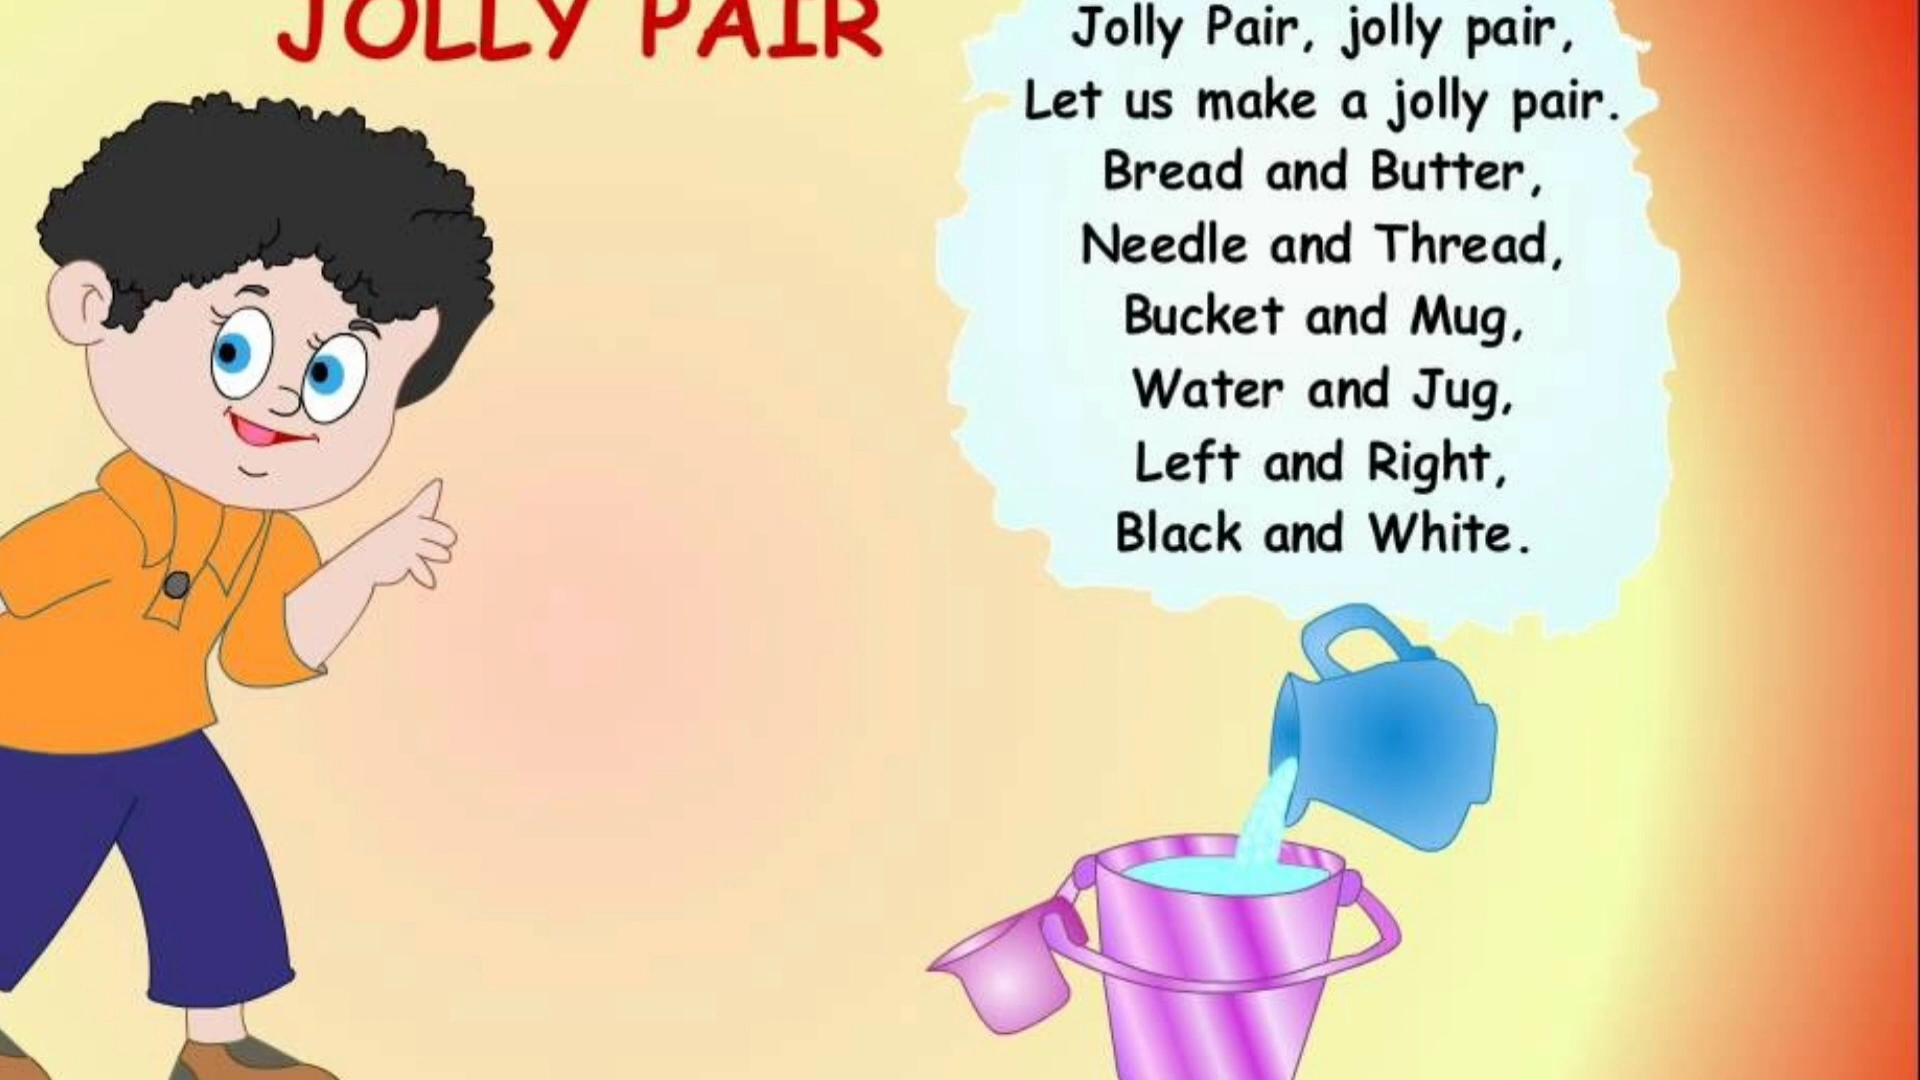 JOLLY PAIR
Jolly Pair, jolly pair,
Let us make a jolly pair.
Bread and Butter,
Needle and Thread,
Bucket and Mug,
Water and Jug,
Left and Right,
Black and White.